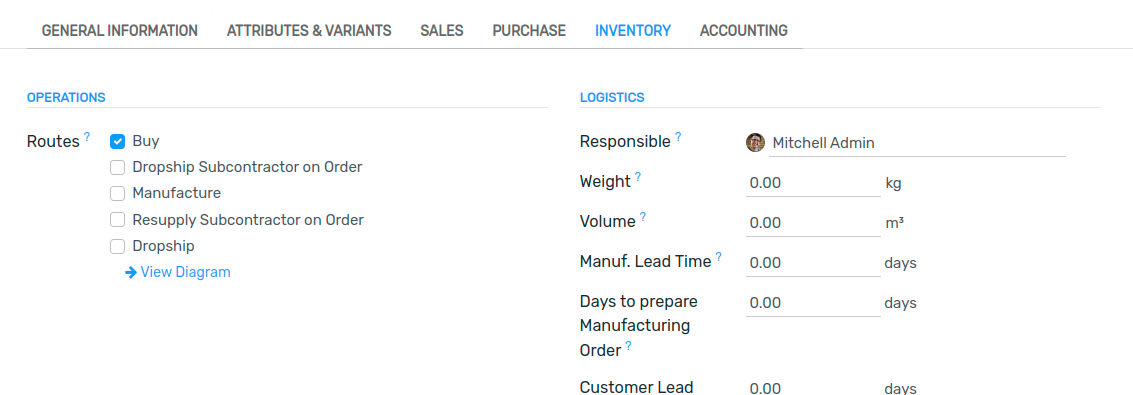 GENERAL INFORMATION ATTRIBUTES & VARIANTS SALES PURCHASE INVENTORY ACCOUNTING
OPERATIONS
Routes ?
Buy
Dropship Subcontractor on Order
Manufacture
Resupply Subcontractor on Order
Dropship
View Diagram
LOGISTICS
Responsible ? Mitchell Admin
Weight ? 0.00 kg
Volume ? 0.00 m³
Manuf. Lead Time ? 0.00 days
Days to prepare 0.00 days
Manufacturing
Order ?
Customer Lead 0.00 days